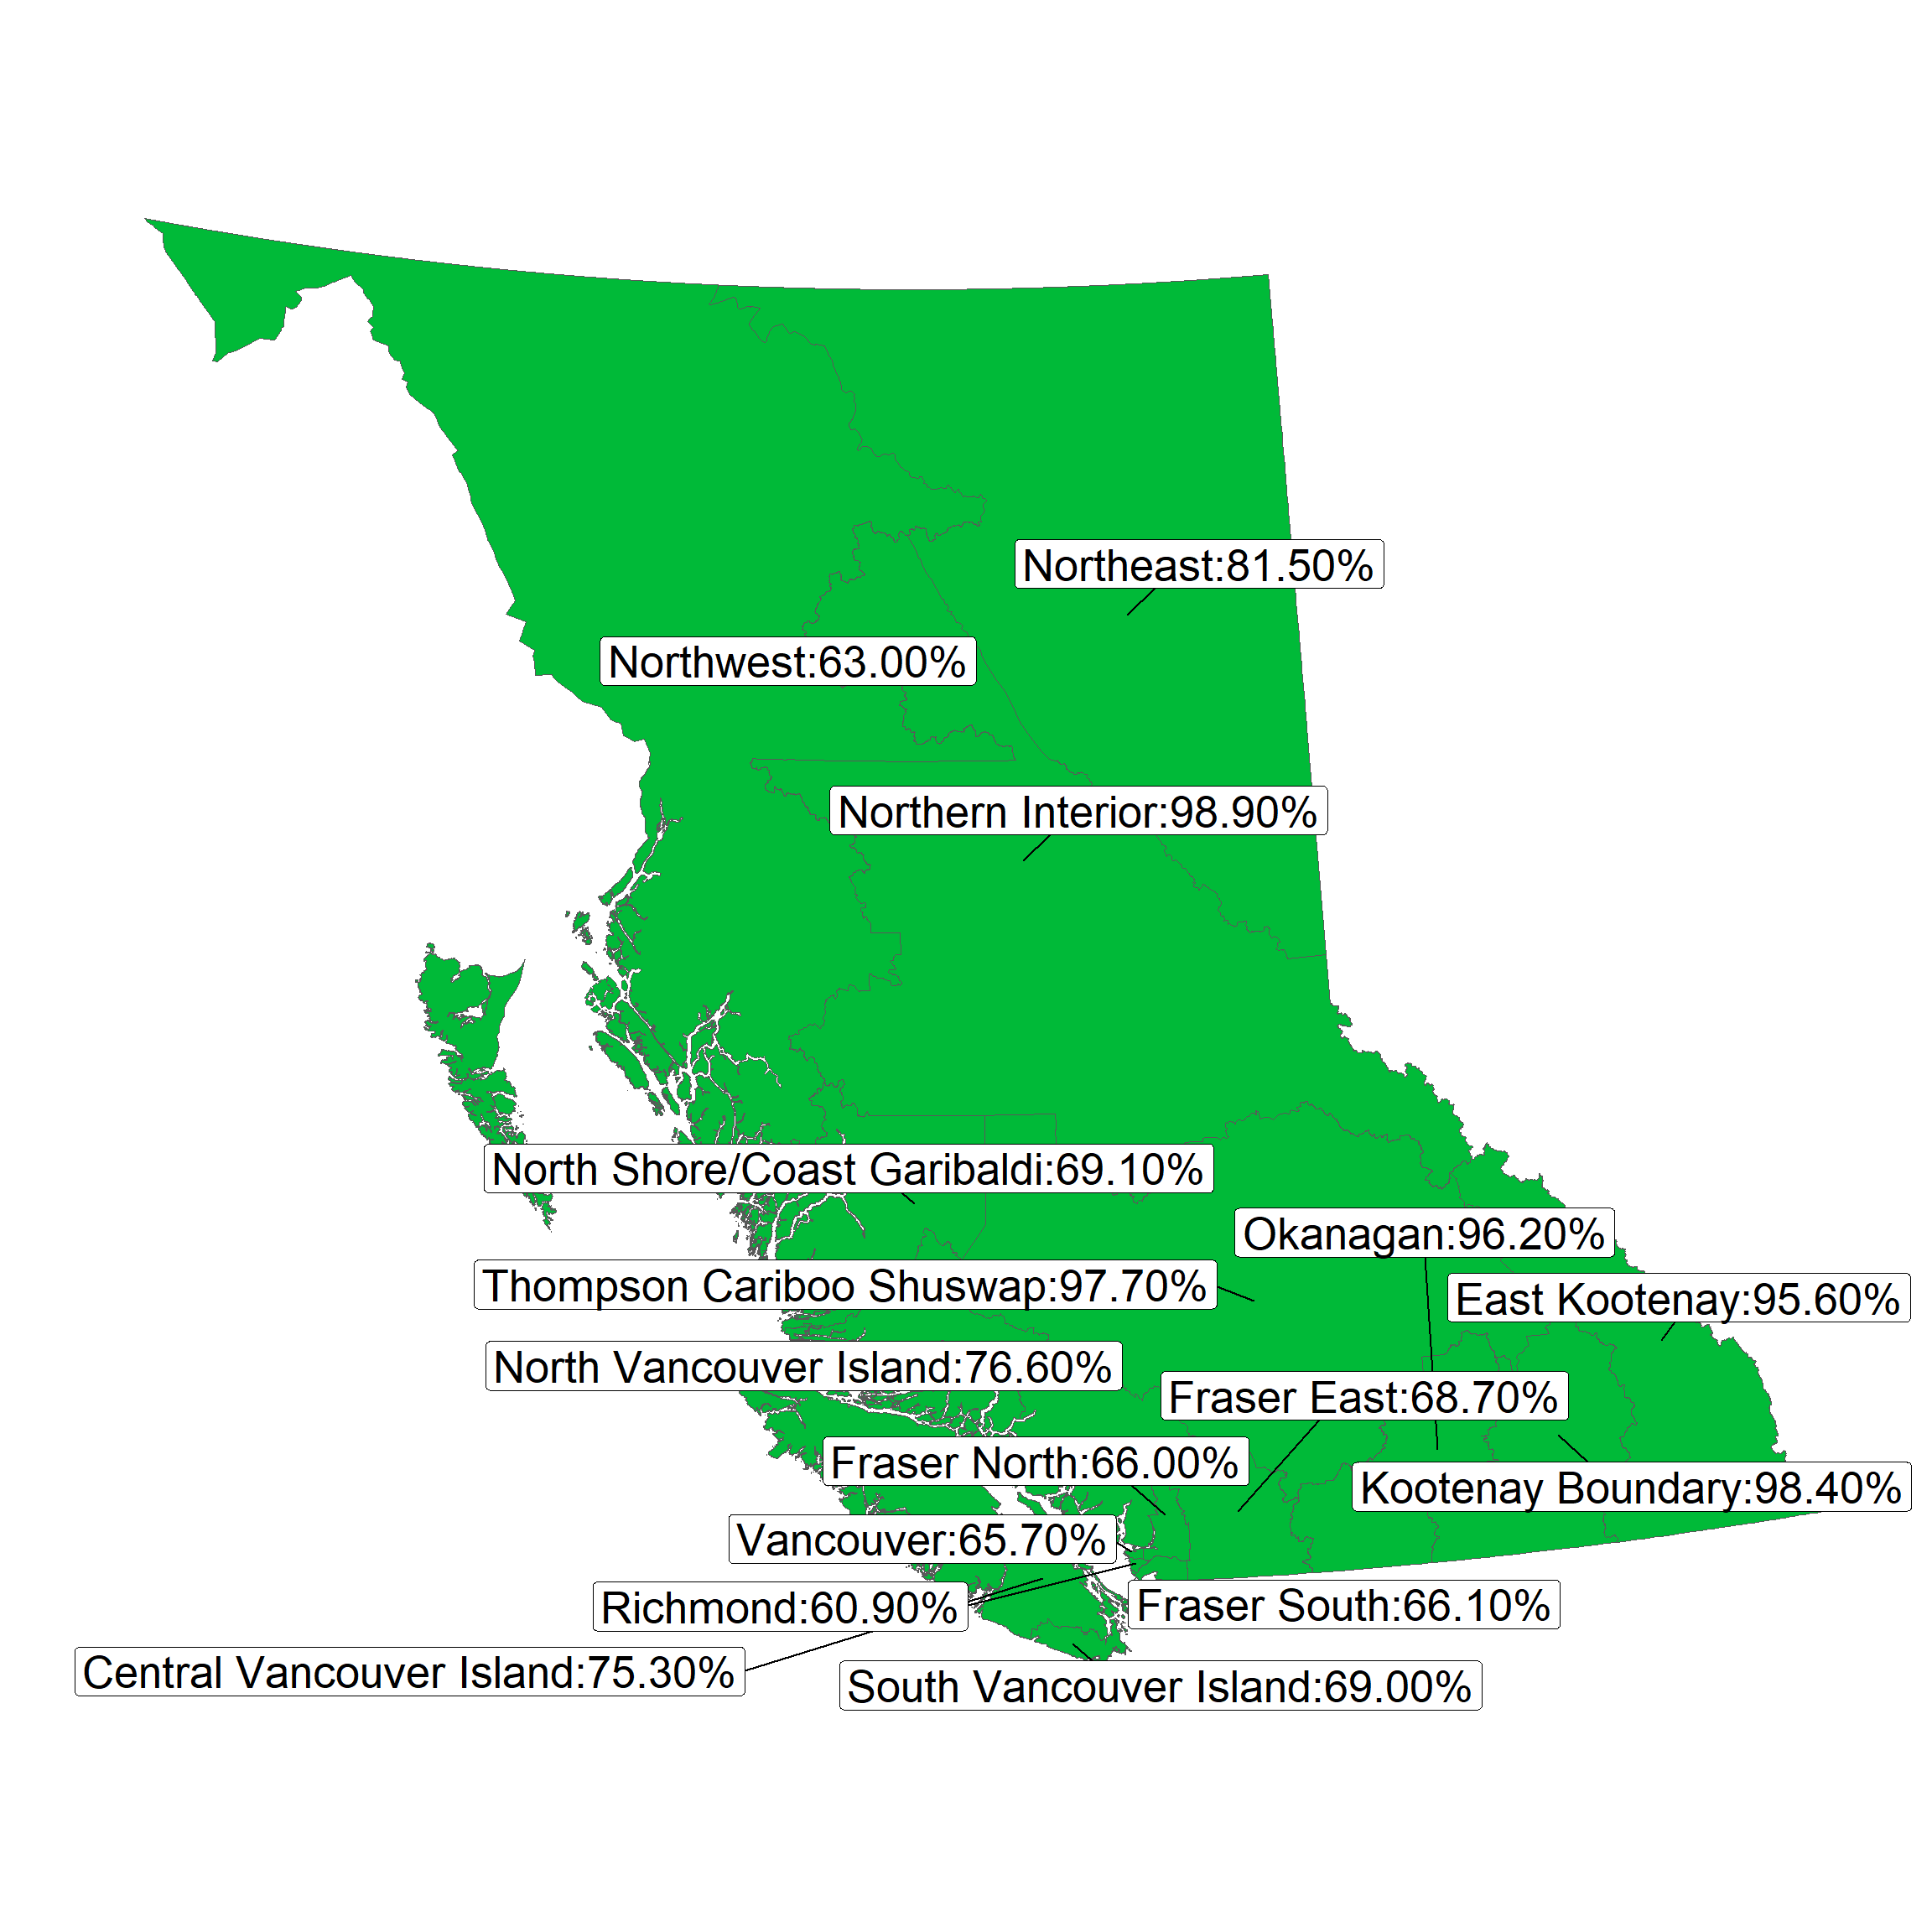 Northeast:81.50%
Northwest:63.00%
Northern Interior:98.90%
North Shore/Coast Garibaldi:69.10%
Okanagan:96.20%
Thompson Cariboo Shuswap:97.70%
East Kootenay:95.60%
North Vancouver Island:76.60%
Fraser East:68.70%
Fraser North:66.00%
Kootenay Boundary:98.40%
Vancouver:65.70%
Richmond:60.90%
Fraser South:66.10%
Central Vancouver Island:75.30%
South Vancouver Island:69.00%